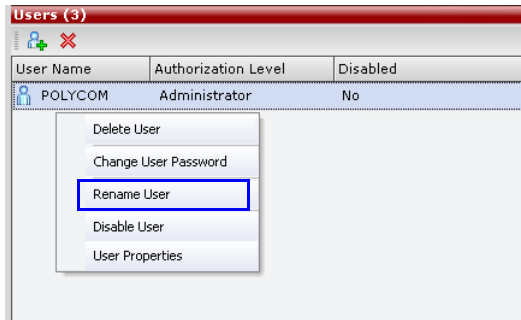 Users (3)
User Name Authorization Level Disabled
POLYCOM Administrator No
Delete User
Change User Password
Rename User
Disable User
User Properties